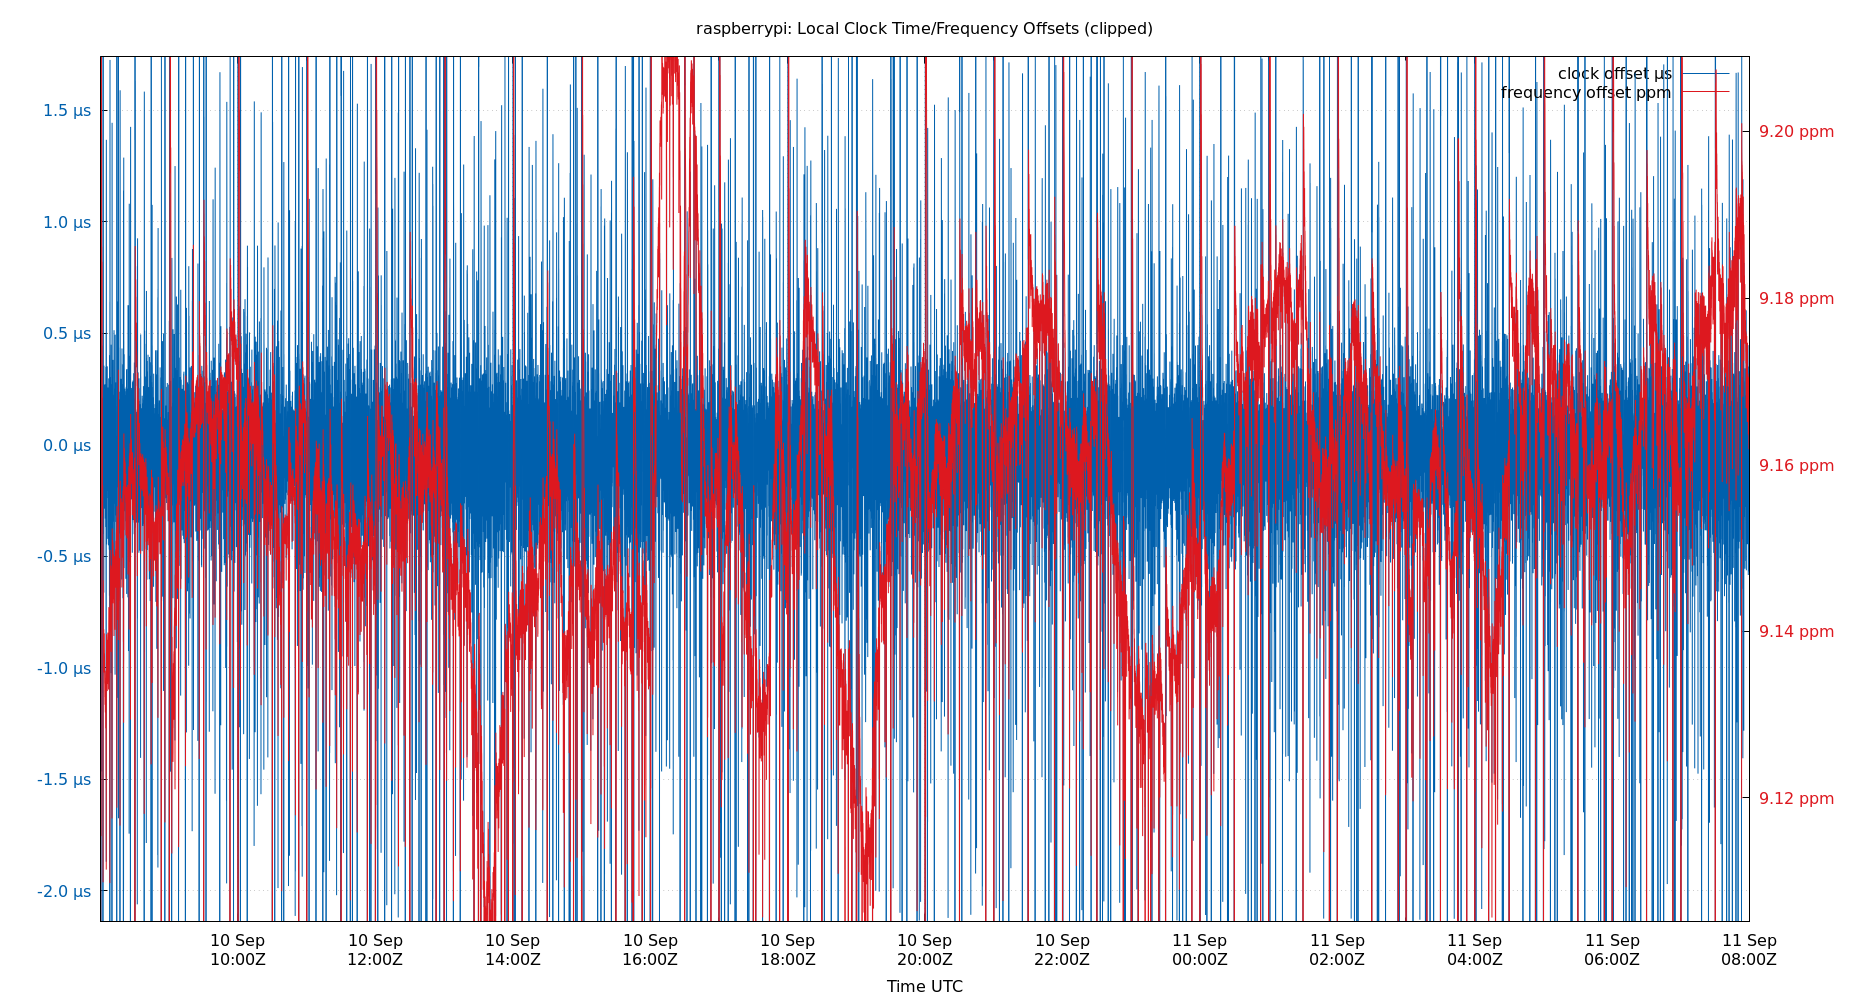 raspberrypi: Local Clock Time/Frequency Offsets (clipped)
clock offset µs
frequency offset ppm
1.5 µs
1.0 µs
0.5 µs
0.0 µs
-0.5 µs
-1.0 µs
-1.5 µs
-2.0 µs
9.20 ppm
9.18 ppm
9.16 ppm
9.14 ppm
9.12 ppm
10 Sep 10 Sep 10 Sep 10 Sep 10 Sep 10 Sep 10 Sep 11 Sep 11 Sep 11 Sep 11 Sep 11 Sep
10:00Z 12:00Z 14:00Z 16:00Z 18:00Z 20:00Z 22:00Z 00:00Z 02:00Z 04:00Z 06:00Z 08:00Z
Time UTC